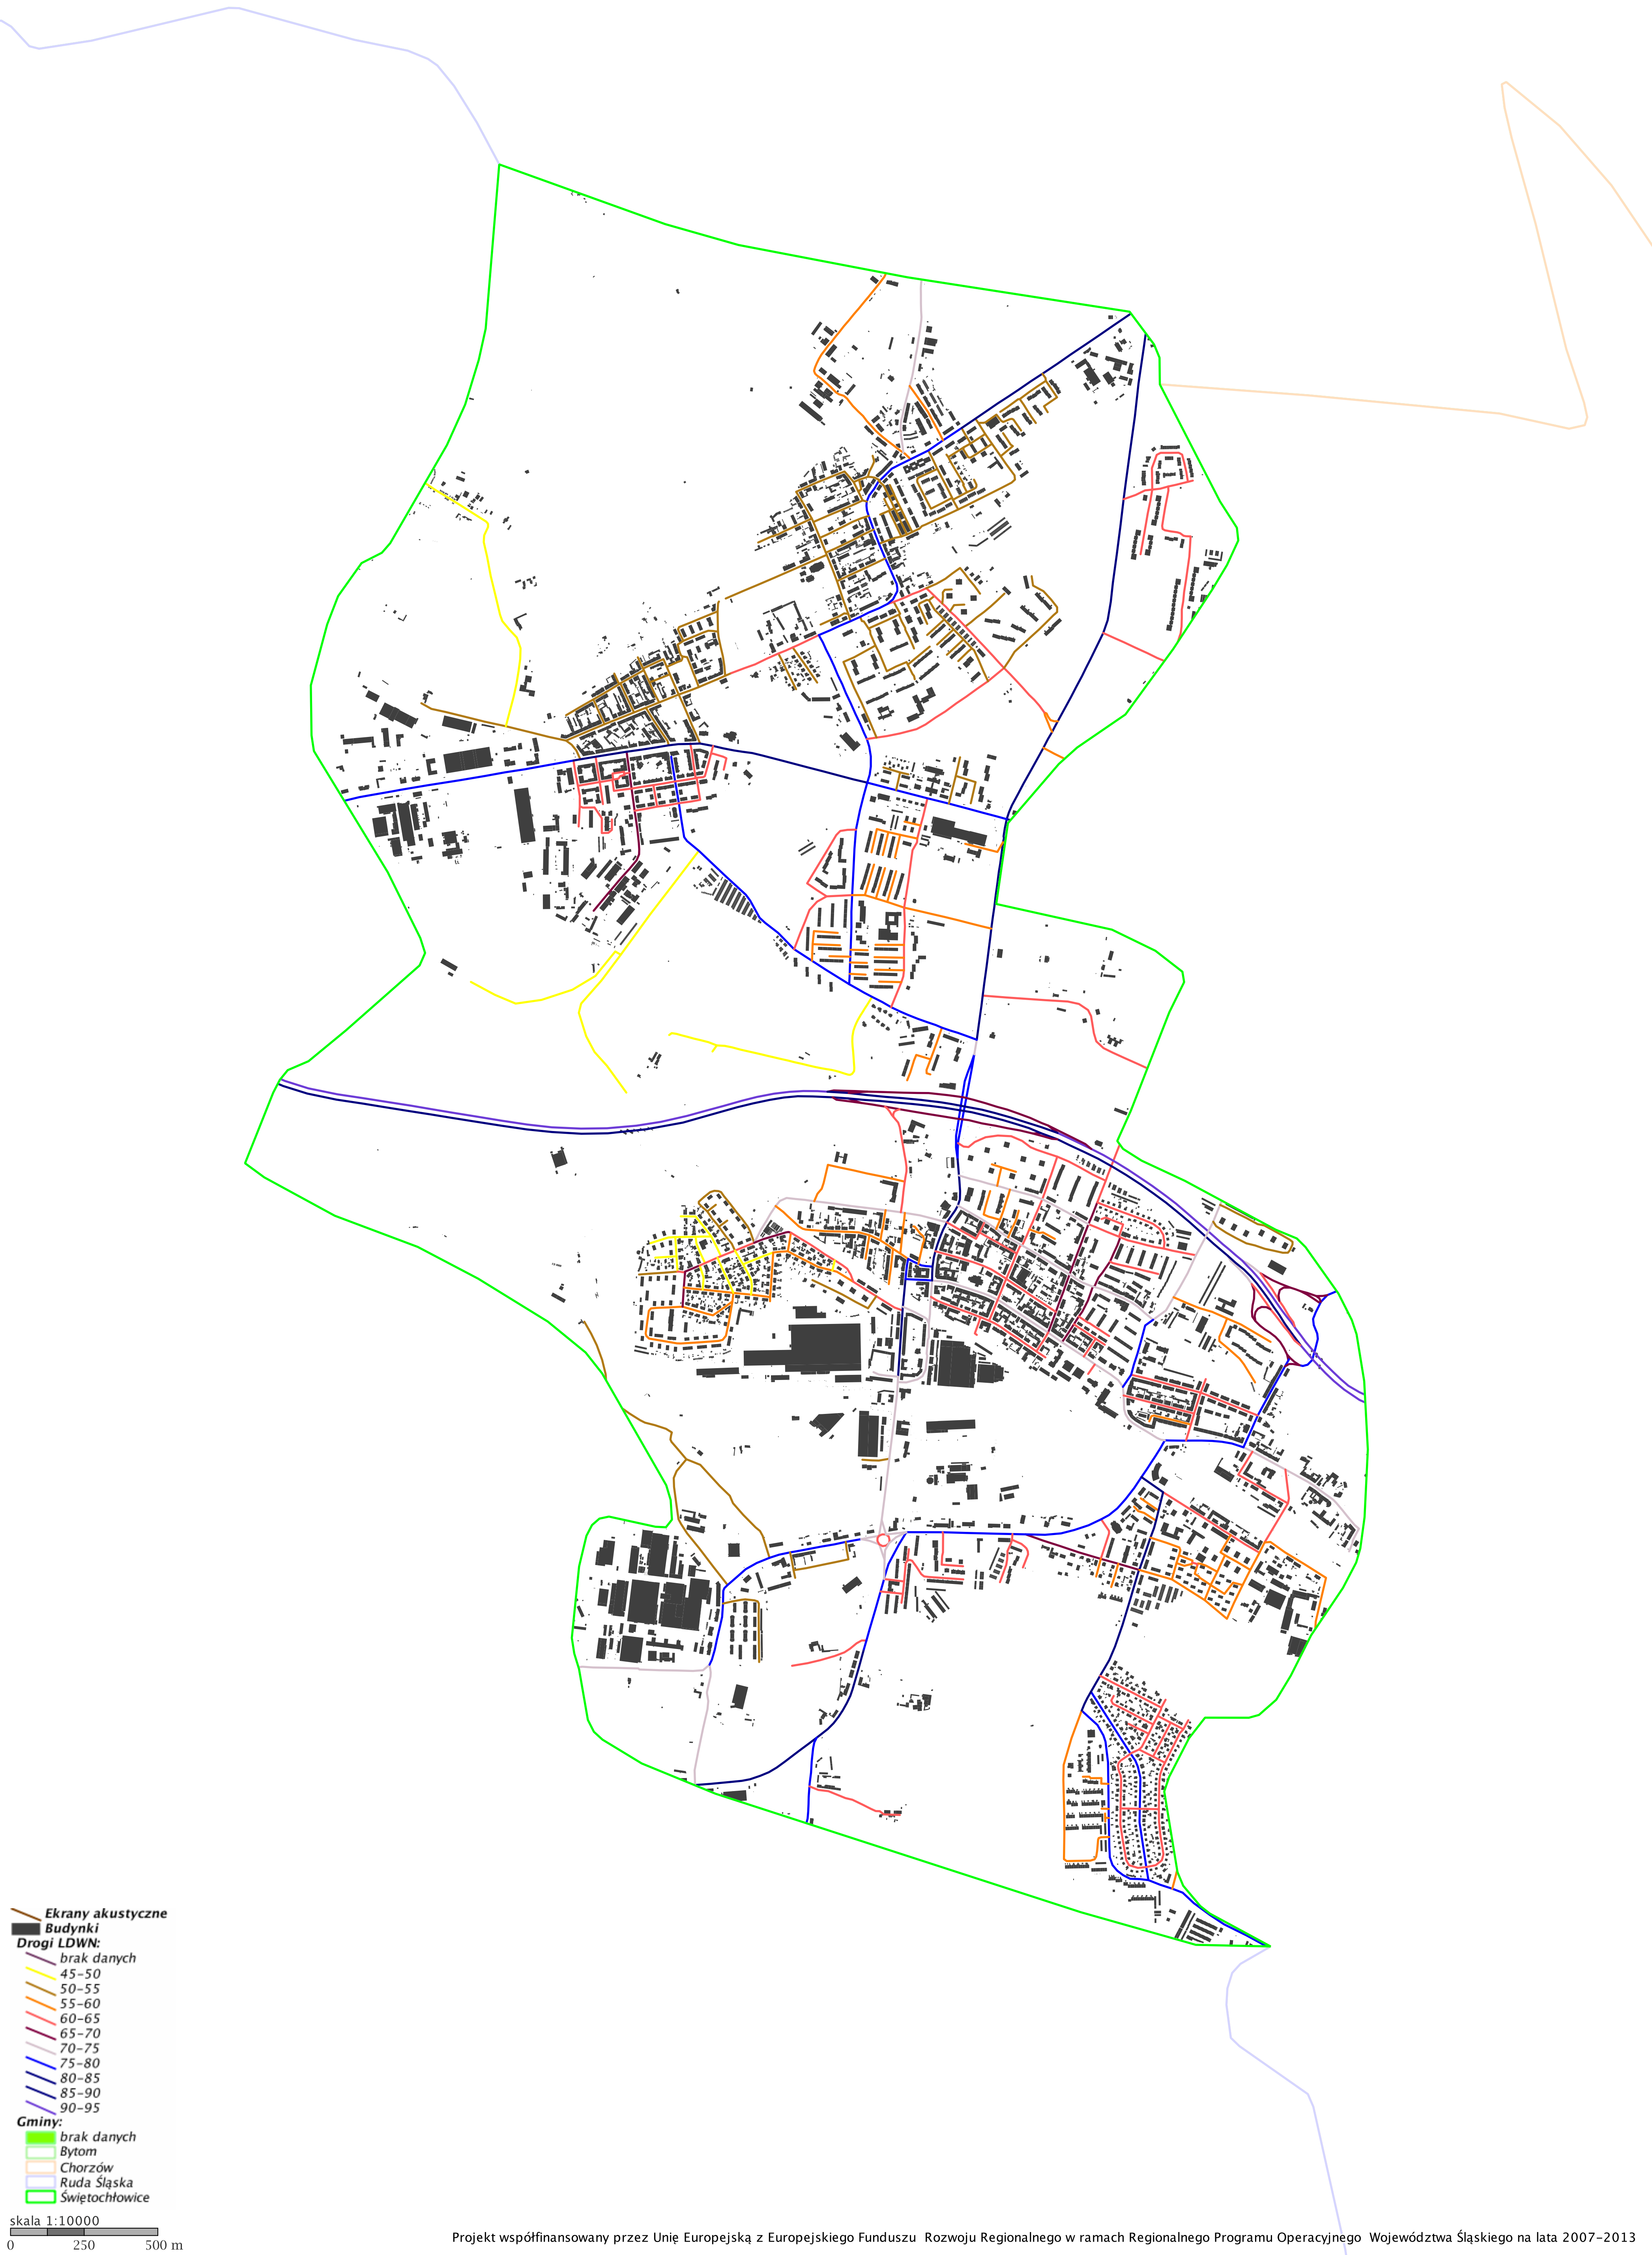 Ekrany akustyczne
Budynki
Drogi LDWN:
brak danych
45-50
50-55
55-60
60-65
65-70
70-75
75-80
80-85
85-90
90-95
Gminy:
brak danych
Bytom
Chorzów
Ruda Śląska
Świętochłowice
skala 1:10000
0 250 500 m
Projekt współfinansowany przez Unię Europejską z Europejskiego Funduszu Rozwoju Regionalnego w ramach Regionalnego Programu Operacyjnego Województwa Śląskiego na lata 2007-2013